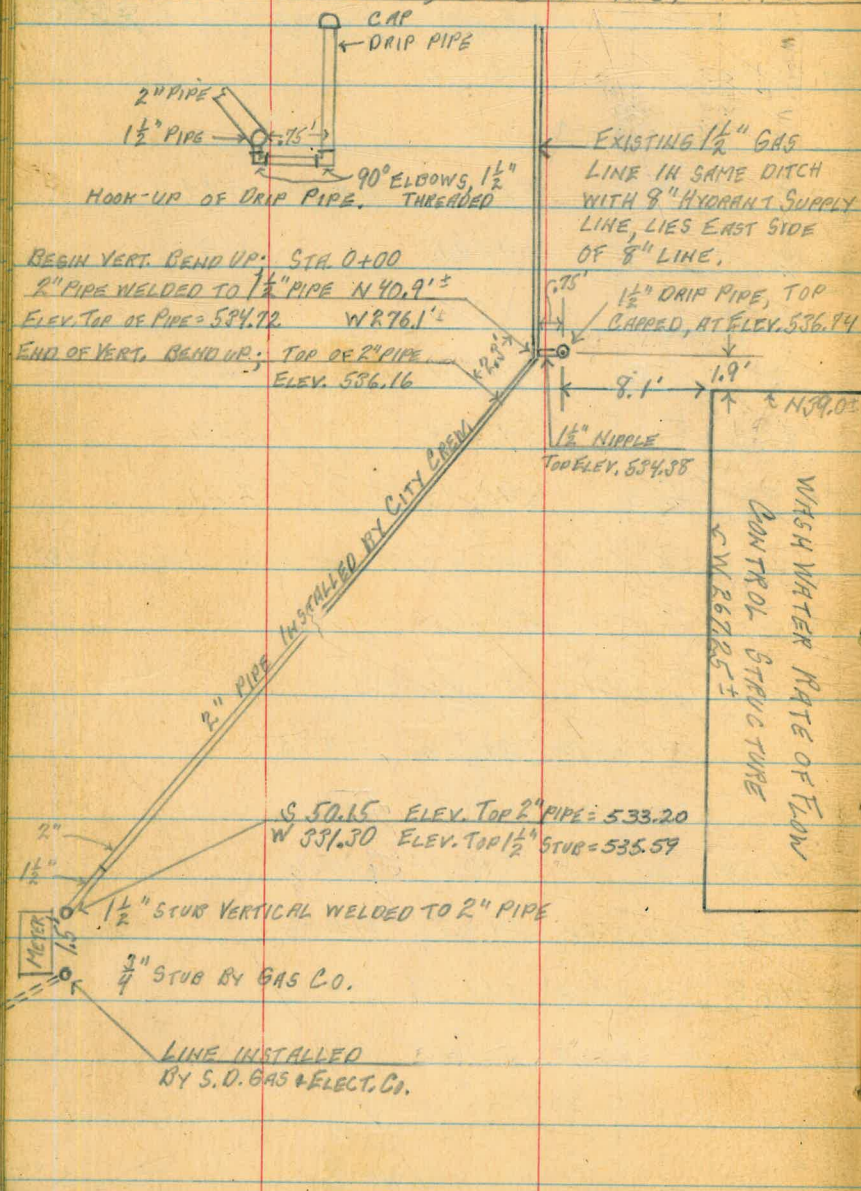 CAP
DRIP PIPE
2" PIPE
1½" PIPE
.75'
90° ELBOWS, 1½"
THREADED
HOOK-UP OF DRIP PIPE.
EXISTING 1½" GAS
LINE IN SAME DITCH
WITH 8" HYDRANT SUPPLY
LINE, LIES EAST SIDE
OF 8" LINE.
BEGIN VERT. BEND UP: STA. 0+00
2" PIPE WELDED TO 1½" PIPE N 40.9'±
ELEV. TOP OF PIPE = 534.72 W 276.1'±
END OF VERT. BEND UP; TOP OF 2" PIPE
ELEV. 536.16
2.3'
.75'
1½" DRIP PIPE, TOP
CAPPED, AT ELEV. 536.74
1.9'
8.1'
N39.0±
1½" NIPPLE
TOP ELEV. 534.38
WASH WATER RATE OF FLOW
CONTROL STRUCTURE
W 267.25±
2" PIPE INSTALLED BY CITY CREW
S 50.15 ELEV. TOP 2" PIPE = 533.20
W 331.30 ELEV. TOP 1½" STUB = 535.59
2"
1½"
1½" STUB VERTICAL WELDED TO 2" PIPE
METER
1.5'
¾" STUB BY GAS CO.
LINE INSTALLED
BY S.D. GAS & ELECT. CO.